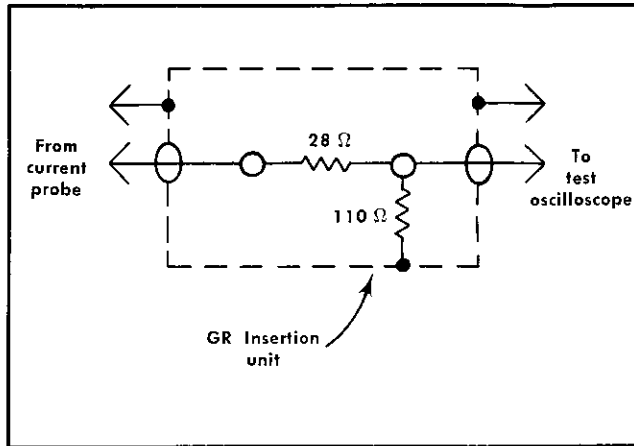 28 Ω
From
current
probe
To
test
oscilloscope
110 Ω
GR Insertion
unit